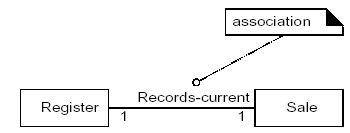 association
Records-current
Register
Sale
1
1